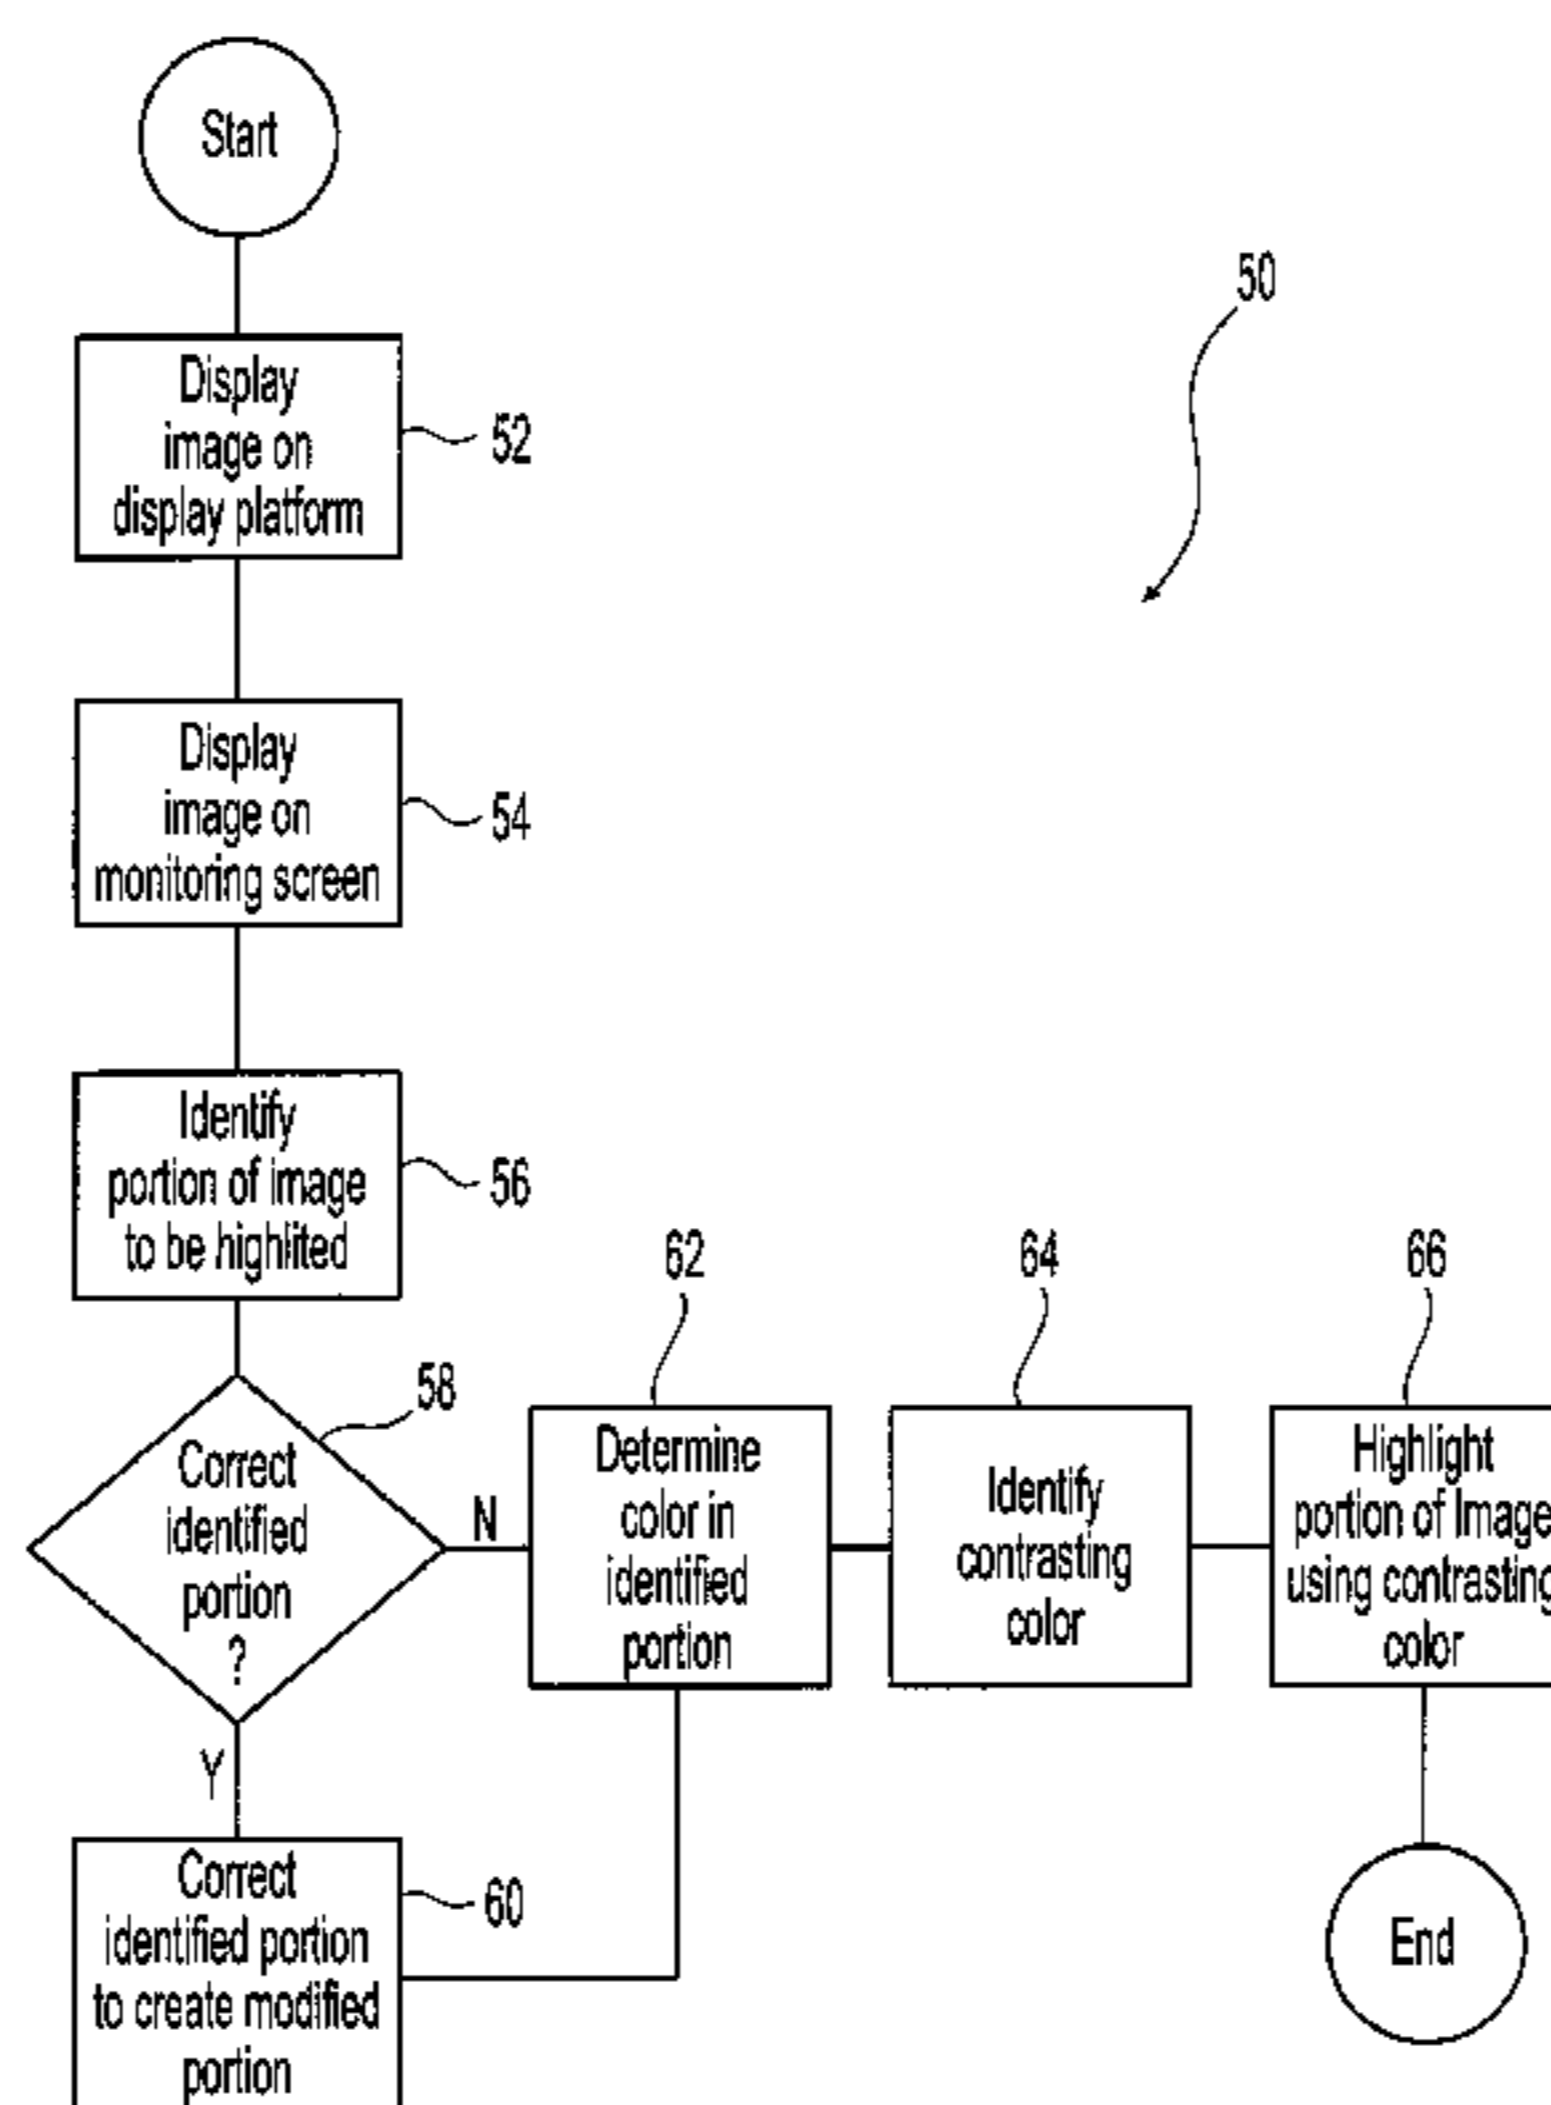 Start
50
Display
image on
display platform
52
Display
image on
monitoring screen
54
Identify
portion of image
to be highlited
56
58
Correct
identified
portion
?
N
Y
62
Determine
color in
identified
portion
64
Identify
contrasting
color
66
Highlight
portion of Image
using contrasting
color
Correct
identified portion
to create modified
portion
60
End